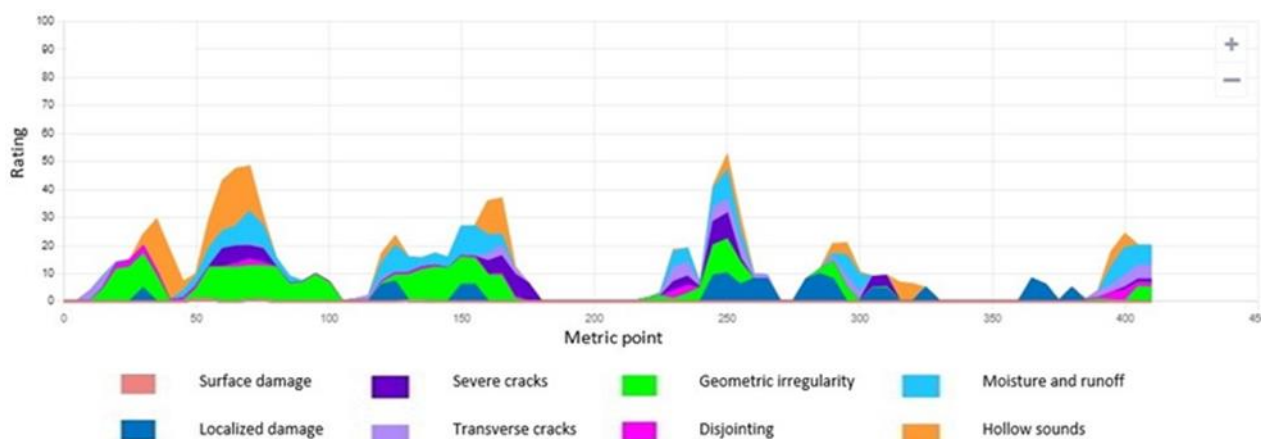 100
90
80
70
60
50
40
30
20
10
0
Rating
0 50 100 150 200 250 300 350 400 45
Metric point
Surface damage Severe cracks Geometric irregularity Moisture and runoff
Localized damage Transverse cracks Disjointing Hollow sounds
+
−